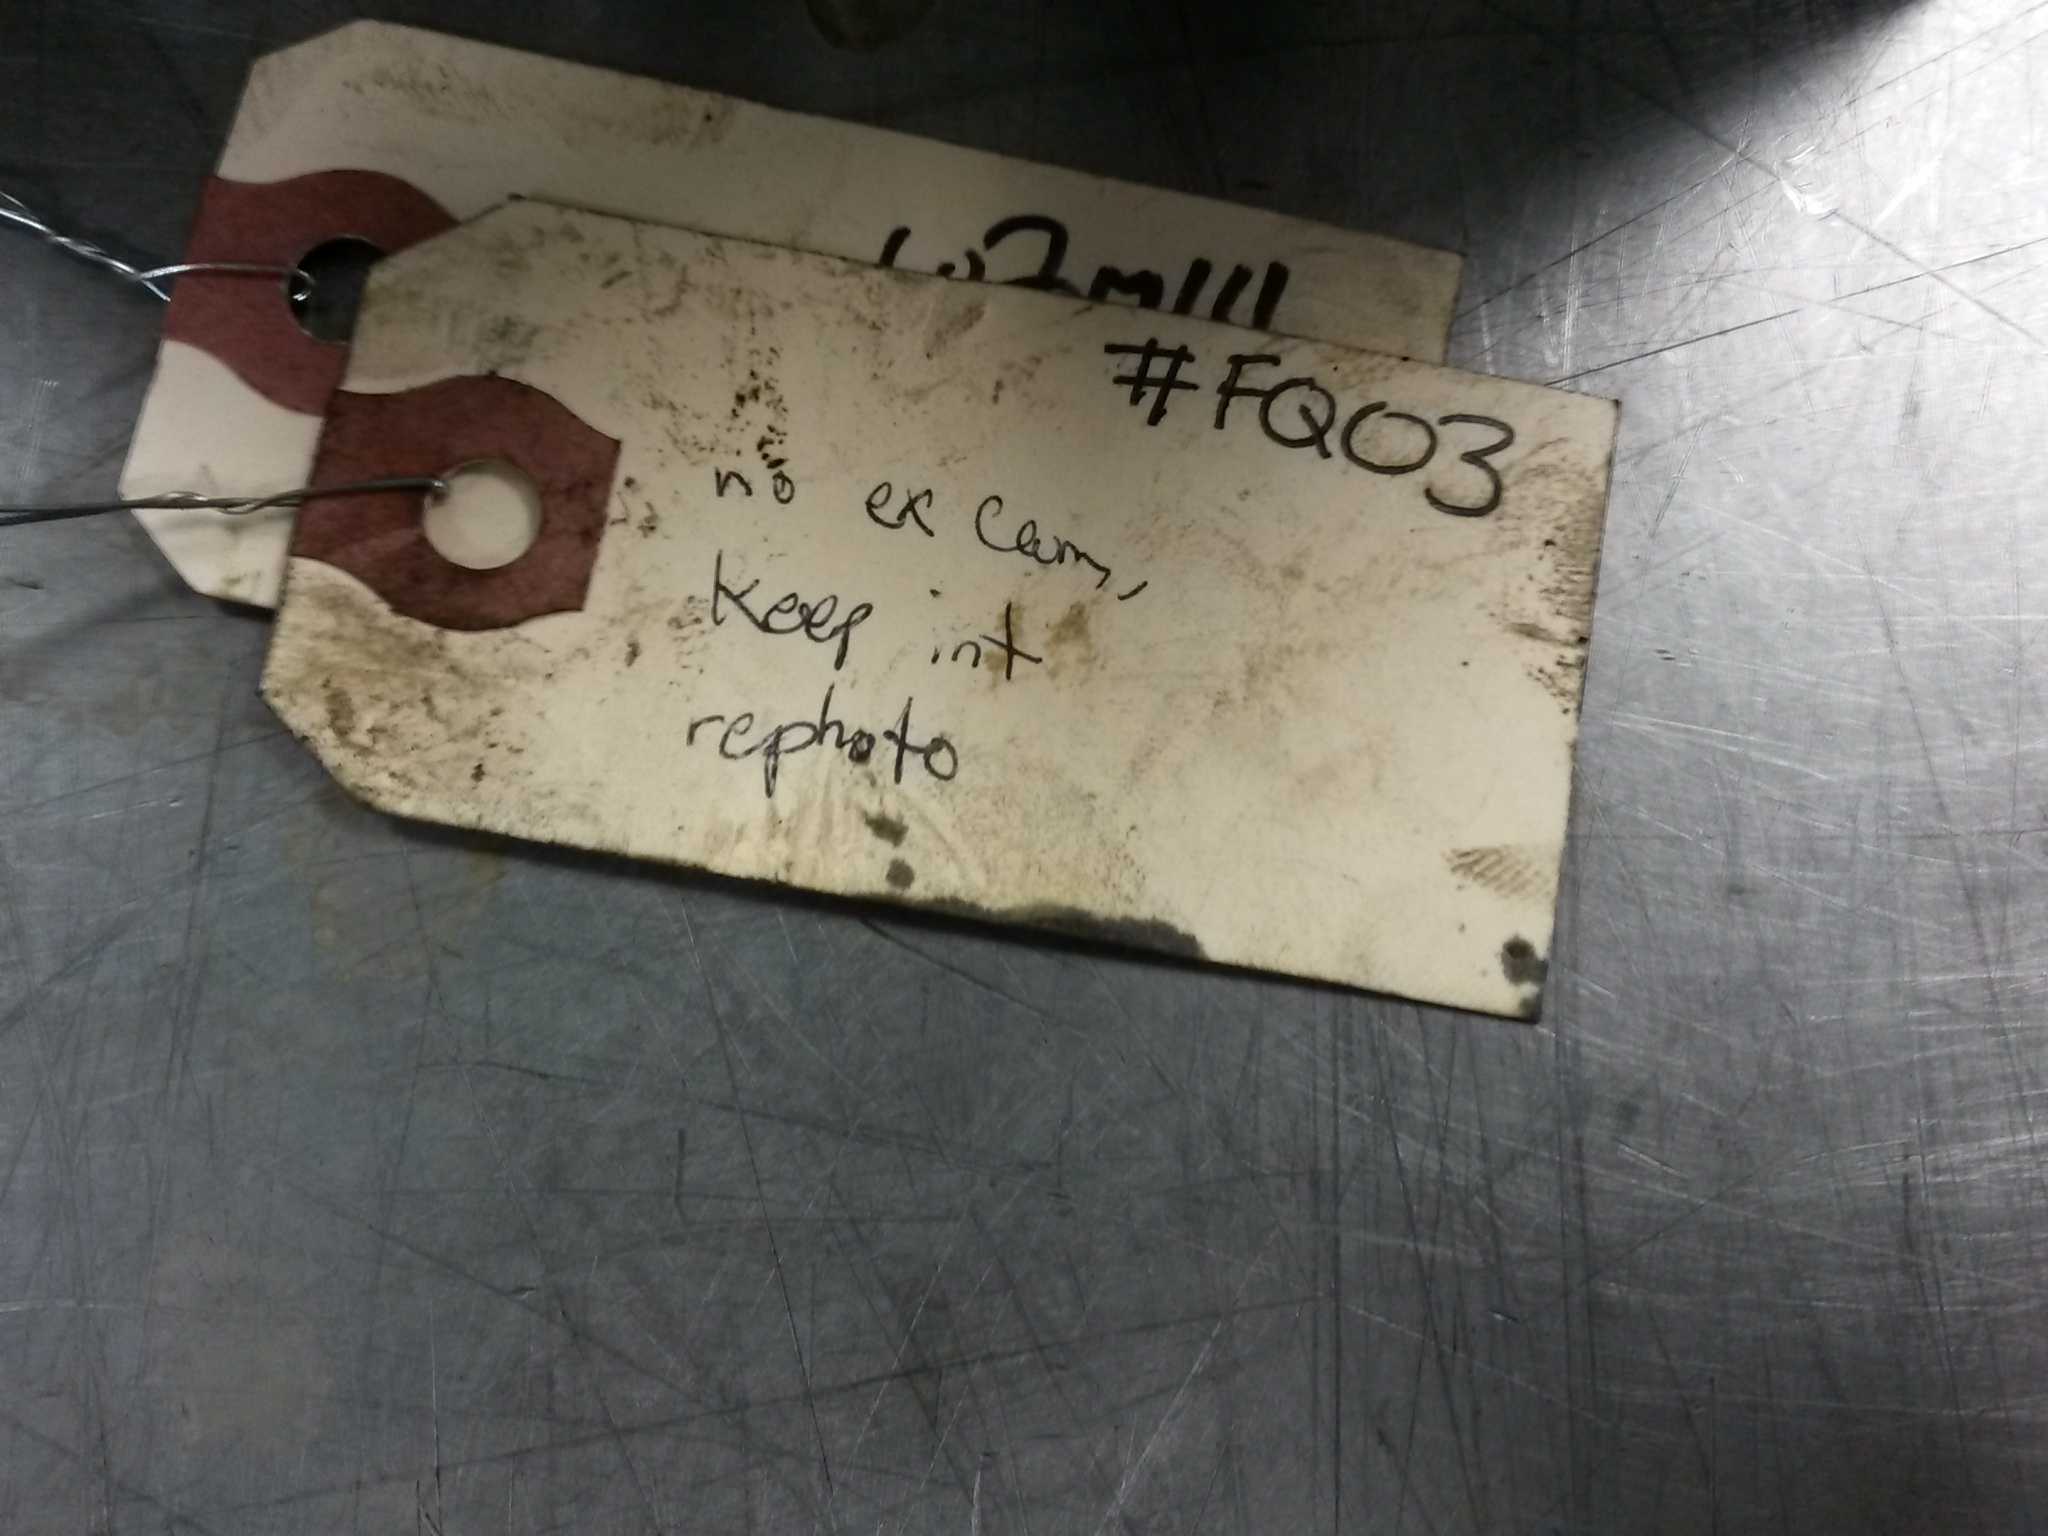 #FQ03
no ex cam,
Keep int
rephoto